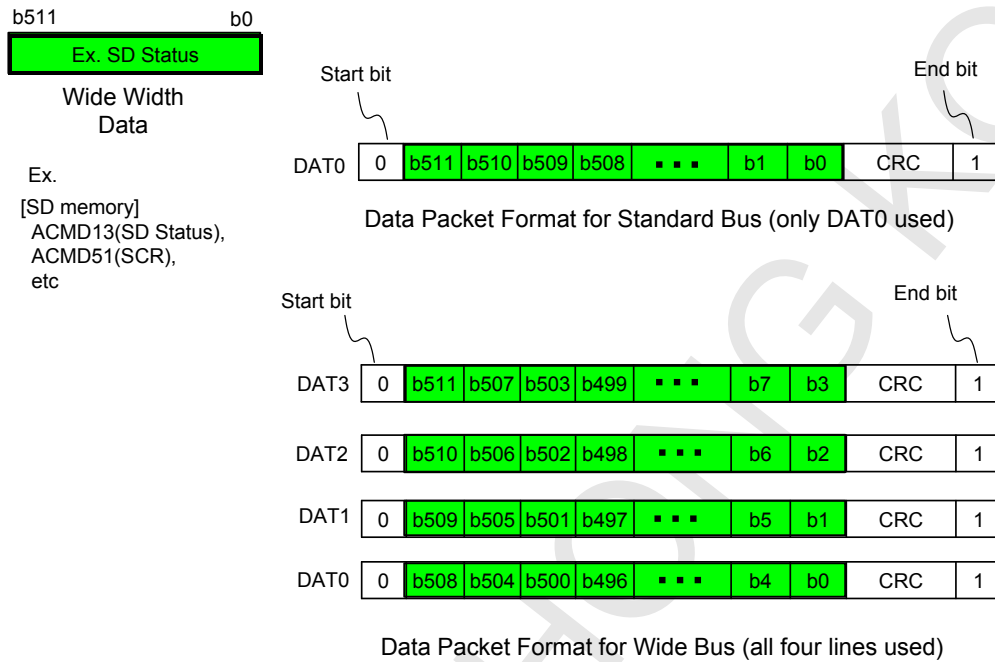 b511 b0
Ex. SD Status
Wide Width
Data
Ex.
[SD memory]
ACMD13(SD Status),
ACMD51(SCR),
etc
Start bit End bit
DAT0 0 b511 b510 b509 b508 ▪ ▪ ▪ b1 b0 CRC 1
Data Packet Format for Standard Bus (only DAT0 used)
Start bit End bit
DAT3 0 b511 b507 b503 b499 ▪ ▪ ▪ b7 b3 CRC 1
DAT2 0 b510 b506 b502 b498 ▪ ▪ ▪ b6 b2 CRC 1
DAT1 0 b509 b505 b501 b497 ▪ ▪ ▪ b5 b1 CRC 1
DAT0 0 b508 b504 b500 b496 ▪ ▪ ▪ b4 b0 CRC 1
Data Packet Format for Wide Bus (all four lines used)
HONG KO